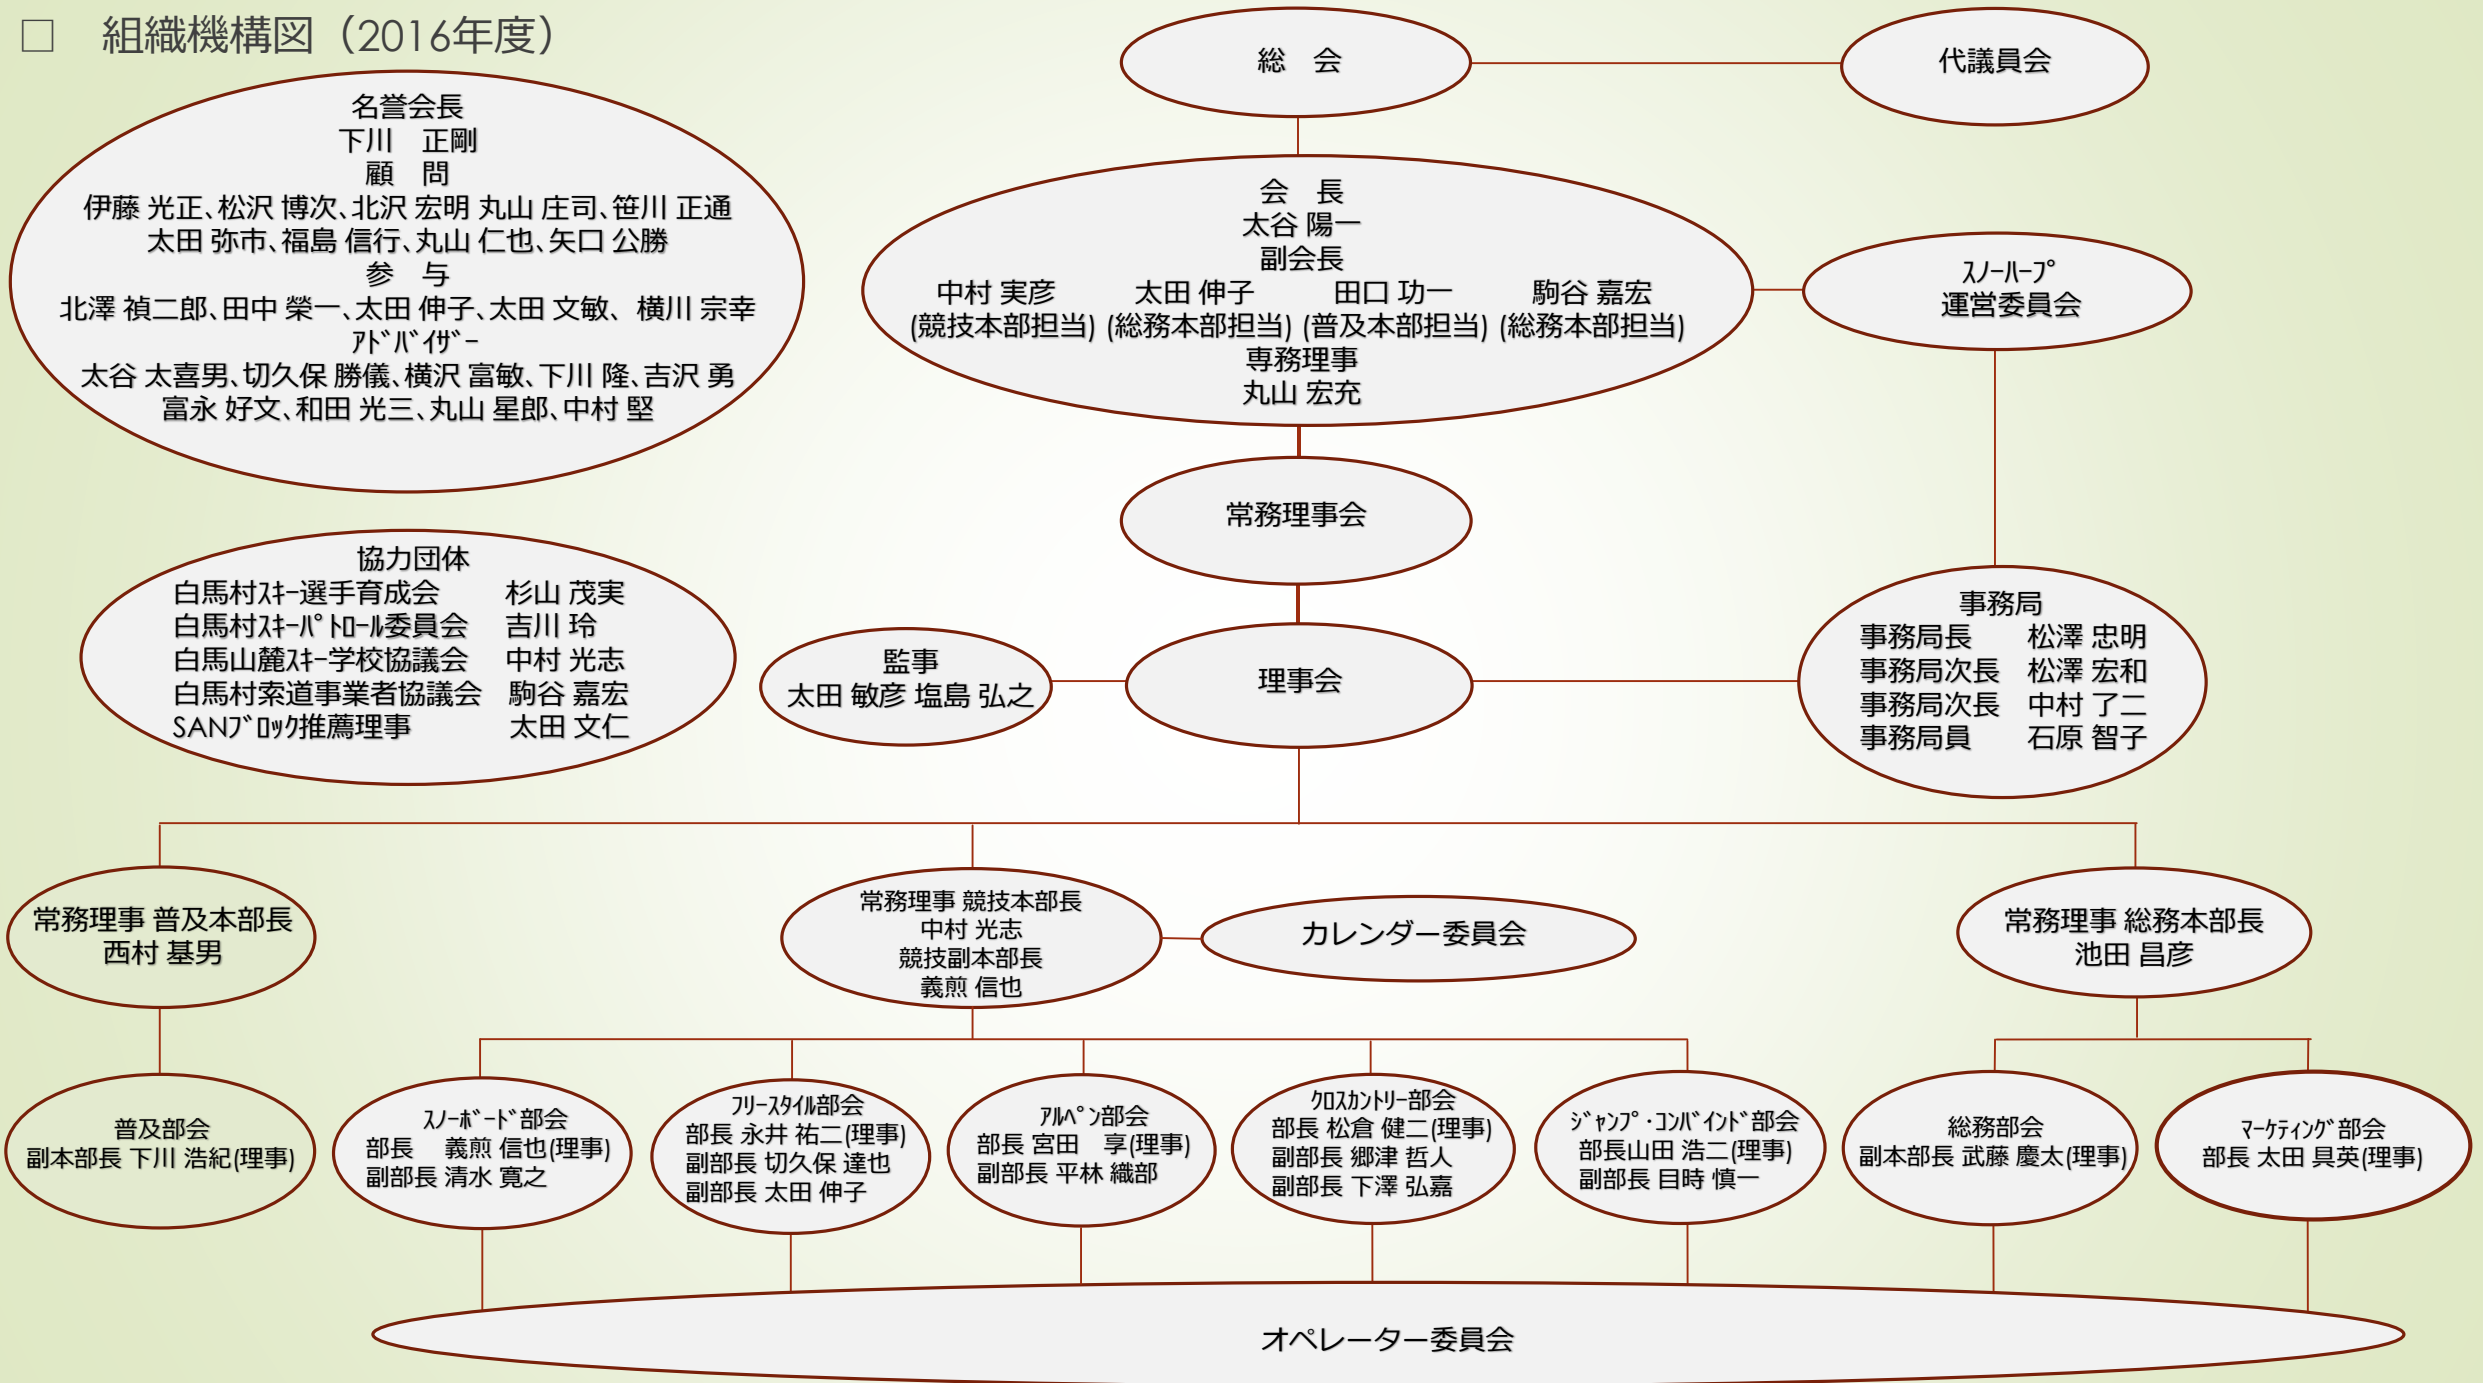 □　組織機構図（2016年度）
総　会
代議員会
名誉会長
下川　正剛
顧　問
伊藤 光正､松沢 博次､北沢 宏明 丸山 庄司､笹川 正通
太田 弥市､福島 信行､丸山 仁也､矢口 公勝
参　与
北澤 禎二郎､田中 榮一､太田 伸子､太田 文敏、横川 宗幸
ｱﾄﾞﾊﾞｲｻﾞｰ
太谷 太喜男､切久保 勝儀､横沢 富敏､下川 隆､吉沢 勇
富永 好文､和田 光三､丸山 星郎､中村 堅
会　長
太谷 陽一
副会長
中村 実彦　太田 伸子　田口 功一　駒谷 嘉宏
(競技本部担当) (総務本部担当) (普及本部担当) (総務本部担当)
専務理事
丸山 宏充
ｽﾉｰﾊｰﾌﾟ
運営委員会
常務理事会
協力団体
白馬村ｽｷｰ選手育成会　杉山 茂実
白馬村ｽｷｰﾊﾟﾄﾛｰﾙ委員会　吉川 玲
白馬山麓ｽｷｰ学校協議会　中村 光志
白馬村索道事業者協議会　駒谷 嘉宏
SANﾌﾞﾛｯｸ推薦理事　太田 文仁
監事
太田 敏彦 塩島 弘之
理事会
事務局
事務局長　松澤 忠明
事務局次長　松澤 宏和
事務局次長　中村 了二
事務局員　石原 智子
常務理事 普及本部長
西村 基男
常務理事 競技本部長
中村 光志
競技副本部長
義煎 信也
カレンダー委員会
常務理事 総務本部長
池田 昌彦
普及部会
副本部長 下川 浩紀(理事)
ｽﾉｰﾎﾞｰﾄﾞ部会
部長　義煎 信也(理事)
副部長 清水 寛之
ﾌﾘｰｽﾀｲﾙ部会
部長 永井 祐二(理事)
副部長 切久保 達也
副部長 太田 伸子
ｱﾙﾍﾟﾝ部会
部長 宮田　享(理事)
副部長 平林 織部
ｸﾛｽｶﾝﾄﾘｰ部会
部長 松倉 健二(理事)
副部長 郷津 哲人
副部長 下澤 弘嘉
ｼﾞｬﾝﾌﾟ･ｺﾝﾊﾞｲﾝﾄﾞ部会
部長山田 浩二(理事)
副部長 目時 慎一
総務部会
副本部長 武藤 慶太(理事)
ﾏｰｹﾃｨﾝｸﾞ部会
部長 太田 具英(理事)
オペレーター委員会